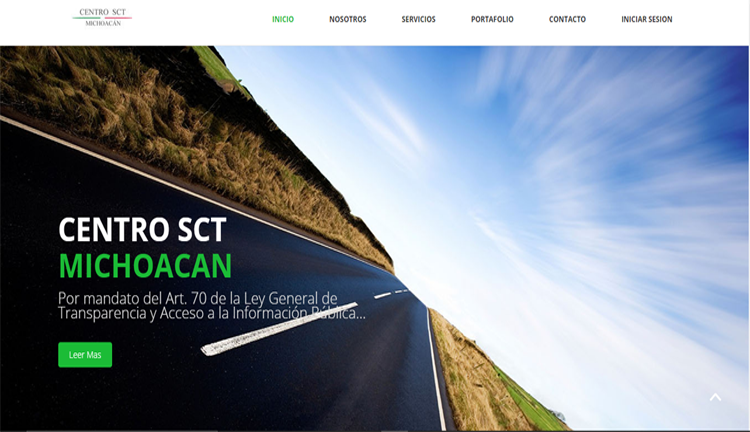 CENTRO SCT
MICHOACÁN
INICIO NOSOTROS SERVICIOS PORTAFOLIO CONTACTO INICIAR SESION
CENTRO SCT
MICHOACAN
Por mandato del Art. 70 de la Ley General de
Transparencia y Acceso a la Información Pública...
Leer Mas